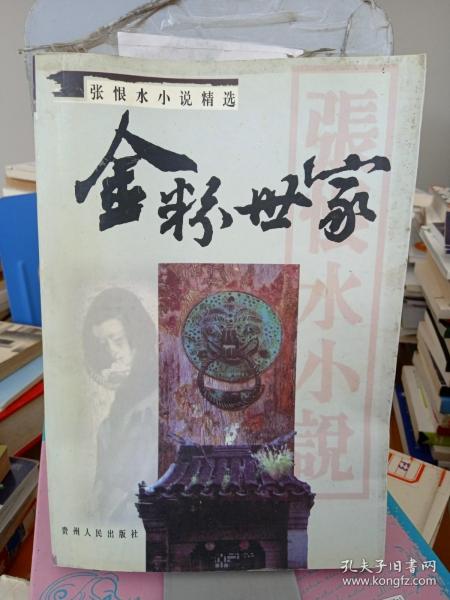 张恨水小说精选
金粉世家
張恨水小說
贵州人民出版社
孔夫子旧书网
www.kongfz.com